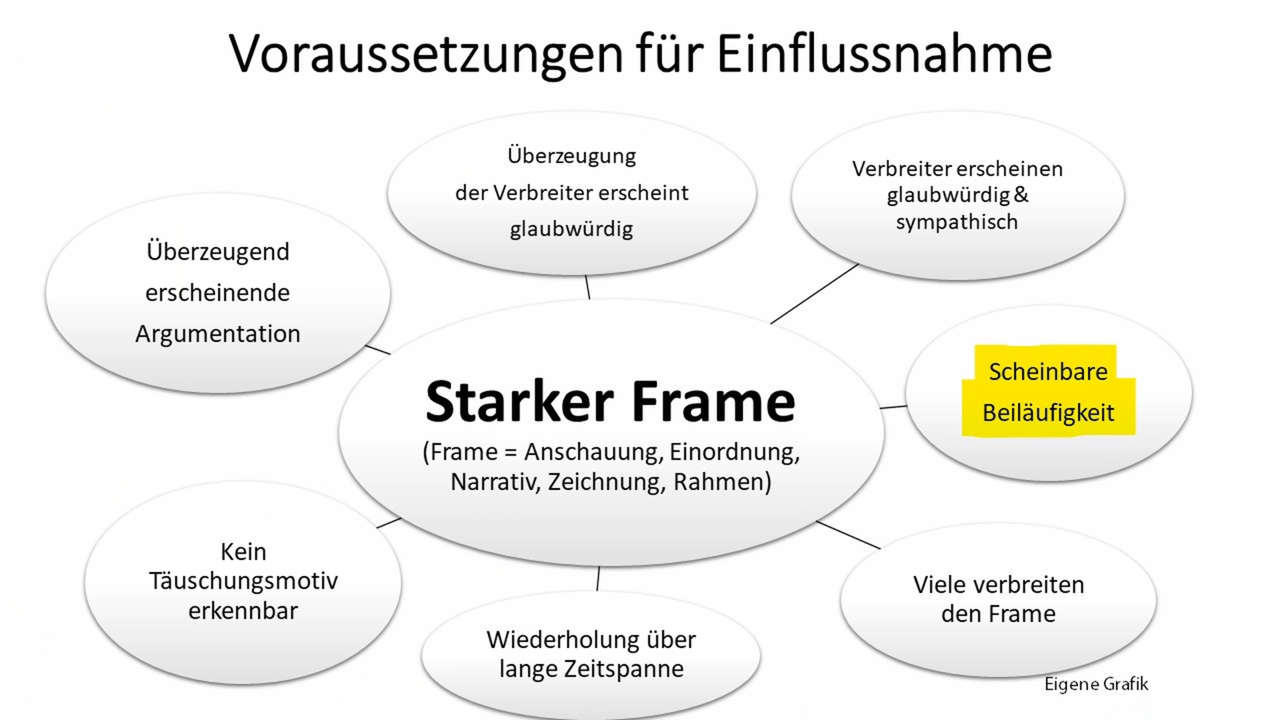 Voraussetzungen für Einflussnahme
Überzeugung
der Verbreiter erscheint
glaubwürdig
Verbreiter erscheinen
glaubwürdig &
sympathisch
Überzeugend
erscheinende
Argumentation
Scheinbare
Beiläufigkeit
Starker Frame
(Frame = Anschauung, Einordnung,
Narrativ, Zeichnung, Rahmen)
Kein
Täuschungsmotiv
erkennbar
Wiederholung über
lange Zeitspanne
Viele verbreiten
den Frame
Eigene Grafik